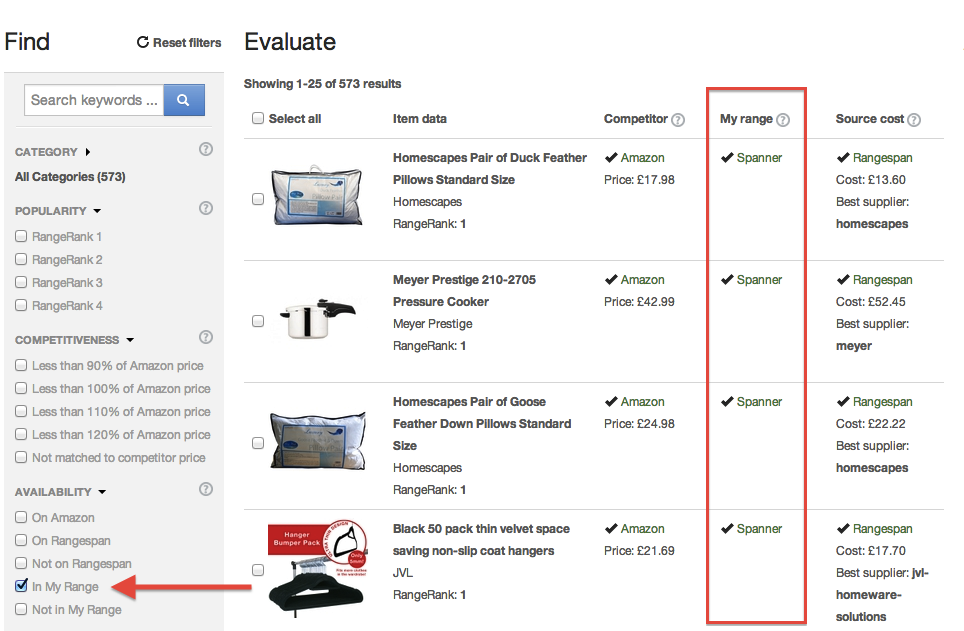 Find
Reset filters
Search keywords ...
CATEGORY
All Categories (573)
POPULARITY
RangeRank 1
RangeRank 2
RangeRank 3
RangeRank 4
COMPETITIVENESS
Less than 90% of Amazon price
Less than 100% of Amazon price
Less than 110% of Amazon price
Less than 120% of Amazon price
Not matched to competitor price
AVAILABILITY
On Amazon
On Rangespan
Not on Rangespan
In My Range
Not in My Range
Evaluate
Showing 1-25 of 573 results
Select all
Item data
Competitor
My range
Source cost
Homescapes Pair of Duck Feather
Pillows Standard Size
Homescapes
RangeRank: 1
Amazon
Price: £17.98
Spanner
Rangespan
Cost: £13.60
Best supplier:
homescapes
Meyer Prestige 210-2705
Pressure Cooker
Meyer Prestige
RangeRank: 1
Amazon
Price: £42.99
Spanner
Rangespan
Cost: £52.45
Best supplier:
meyer
Homescapes Pair of Goose
Feather Down Pillows Standard
Size
Homescapes
RangeRank: 1
Amazon
Price: £24.98
Spanner
Rangespan
Cost: £22.22
Best supplier:
homescapes
Hanger
Bumper Pack
ULTRA THIN DESIGN
Only
5mm!
Black 50 pack thin velvet space
saving non-slip coat hangers
JVL
RangeRank: 1
Amazon
Price: £21.69
Spanner
Rangespan
Cost: £17.70
Best supplier: jvl-
homeware-
solutions